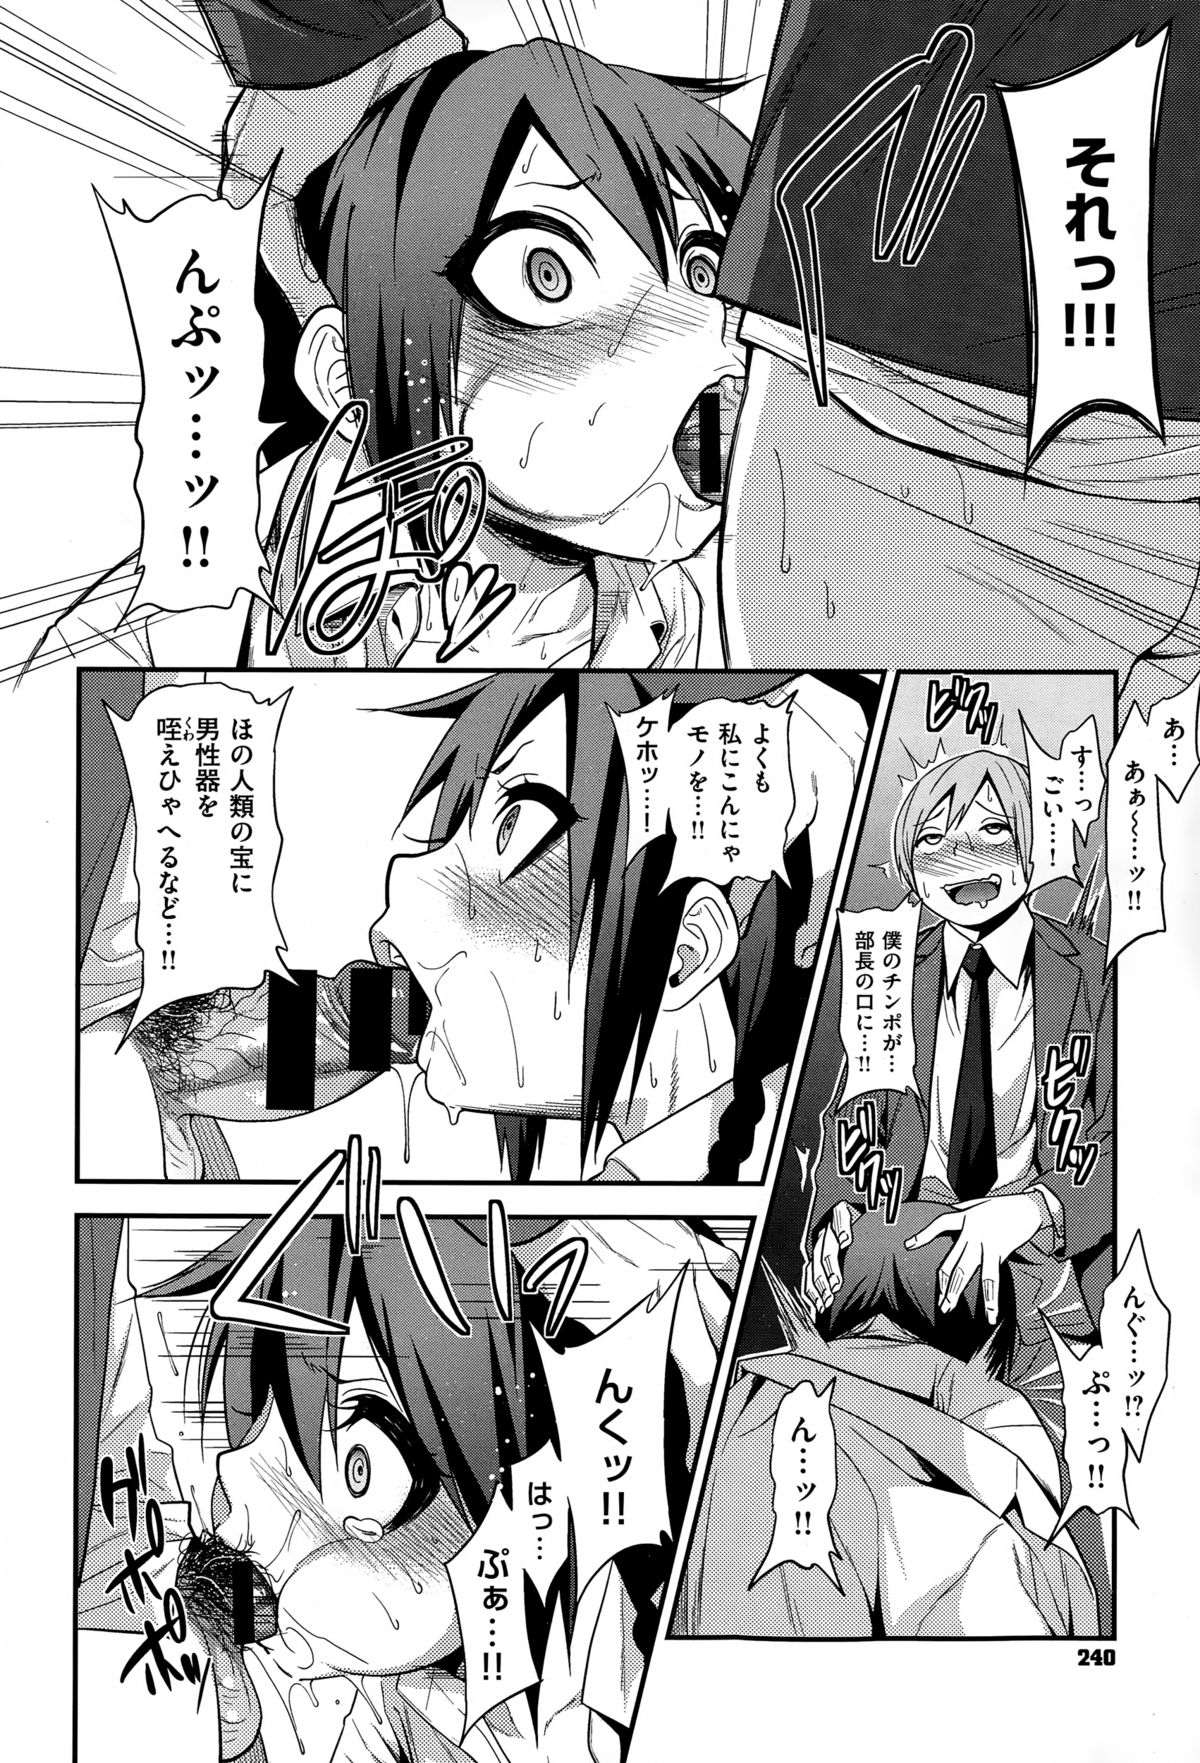 それっ!!!
んぷッ…ッ!!
あ…
あぁ〜…ッ!!
す…っ
ごい…!
僕のチンポが…
部長の口に…!!
ビクッ
ビクッ
ビクッ
んぐ…ッ!?
ぷ…っ!!
ん…ッ!!
よくも
私にこんにゃ
モノを…!!
ケホッ…!
ほの人類の宝に
男性器を
咥えひゃへるなど…!!
くわ
んくッ!!
はっ…
ぷぁ…!!
240